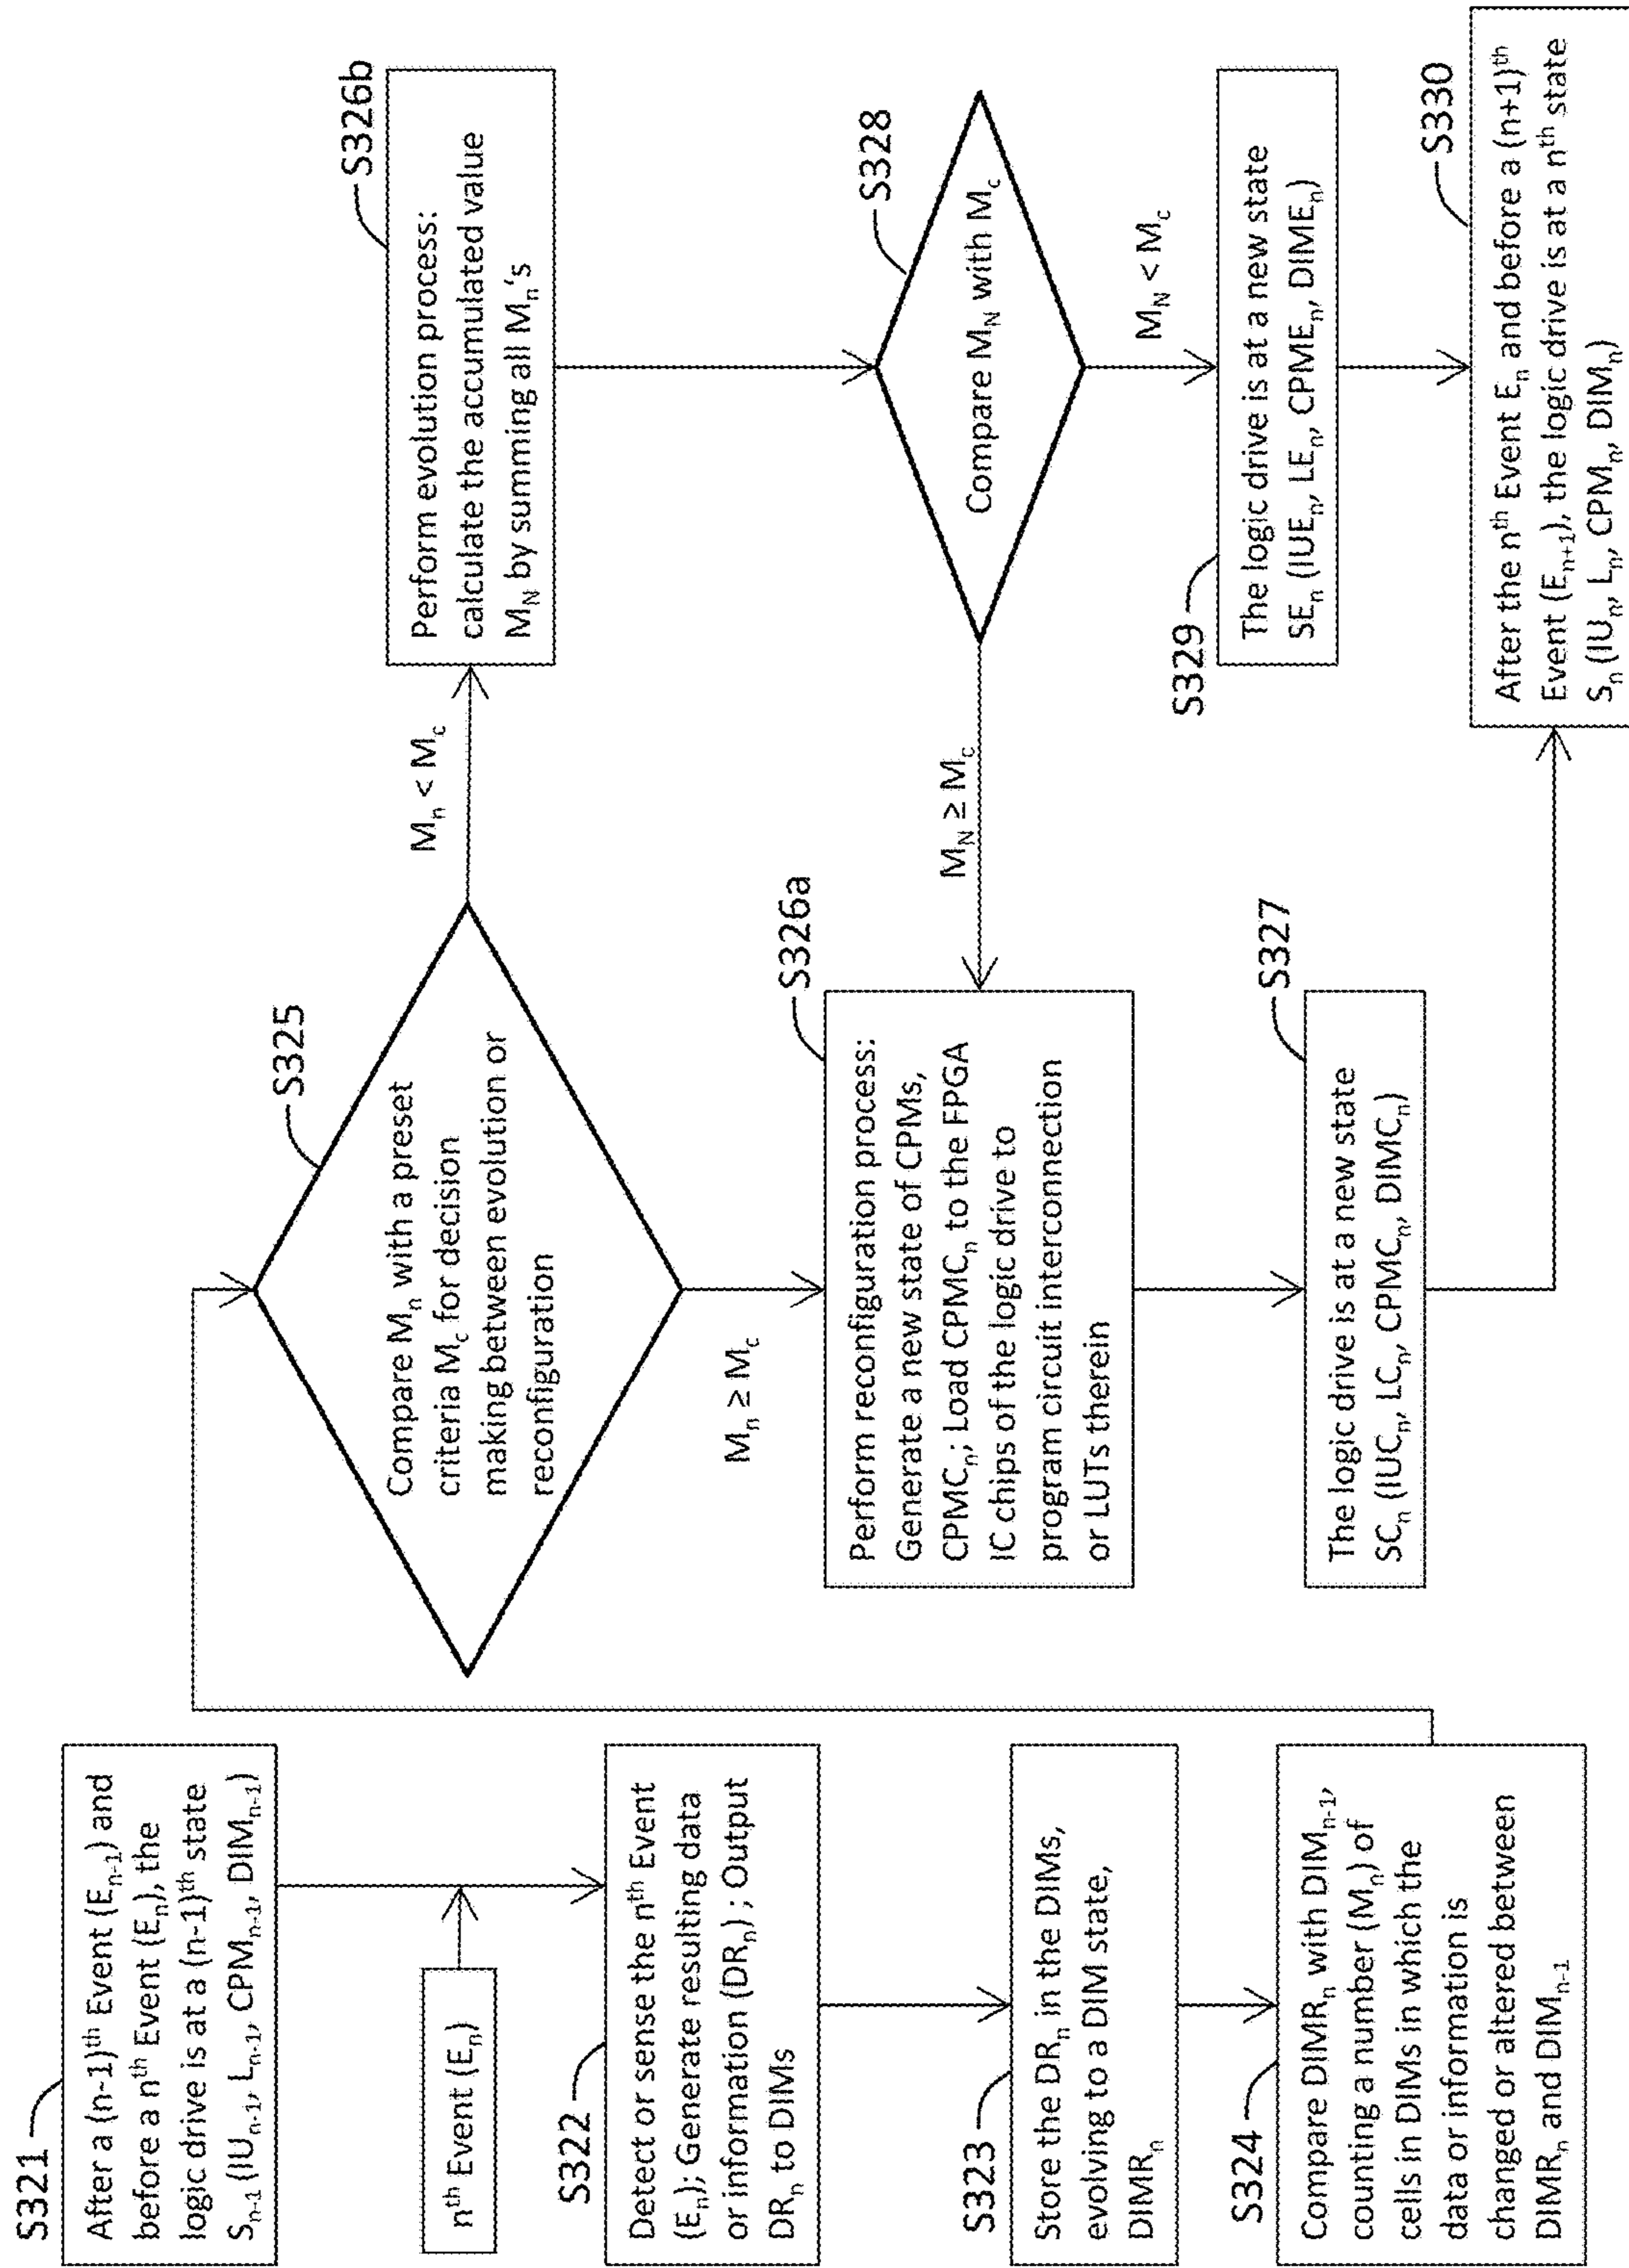 S321
After a (n-1)ᵗʰ Event (Eₙ₋₁) and
before a nᵗʰ Event (Eₙ), the
logic drive is at a (n-1)ᵗʰ state
Sₙ₋₁ (IUₙ₋₁, Lₙ₋₁, CPMₙ₋₁, DIMₙ₋₁)
nᵗʰ Event (Eₙ)
S322
Detect or sense the nᵗʰ Event
(Eₙ); Generate resulting data
or information (DRₙ) ; Output
DRₙ to DIMs
S323
Store the DRₙ in the DIMs,
evolving to a DIM state,
DIMRₙ
S324
Compare DIMRₙ with DIMₙ₋₁,
counting a number (Mₙ) of
cells in DIMs in which the
data or information is
changed or altered between
DIMRₙ and DIMₙ₋₁
S325
Compare Mₙ with a preset
criteria M꜀ for decision
making between evolution or
reconfiguration
Mₙ ≥ M꜀
Mₙ < M꜀
S326a
Perform reconfiguration process:
Generate a new state of CPMs,
CPMCₙ; Load CPMCₙ to the FPGA
IC chips of the logic drive to
program circuit interconnection
or LUTs therein
S327
The logic drive is at a new state
SCₙ (IUCₙ, LCₙ, CPMCₙ, DIMCₙ)
S326b
Perform evolution process:
calculate the accumulated value
M_N by summing all Mₙ‘s
S328
Compare M_N with M꜀
M_N ≥ M꜀
M_N < M꜀
S329
The logic drive is at a new state
SEₙ (IUEₙ, LEₙ, CPMEₙ, DIMEₙ)
S330
After the nᵗʰ Event Eₙ and before a (n+1)ᵗʰ
Event (Eₙ₊₁), the logic drive is at a nᵗʰ state
Sₙ (IUₙ, Lₙ, CPMₙ, DIMₙ)